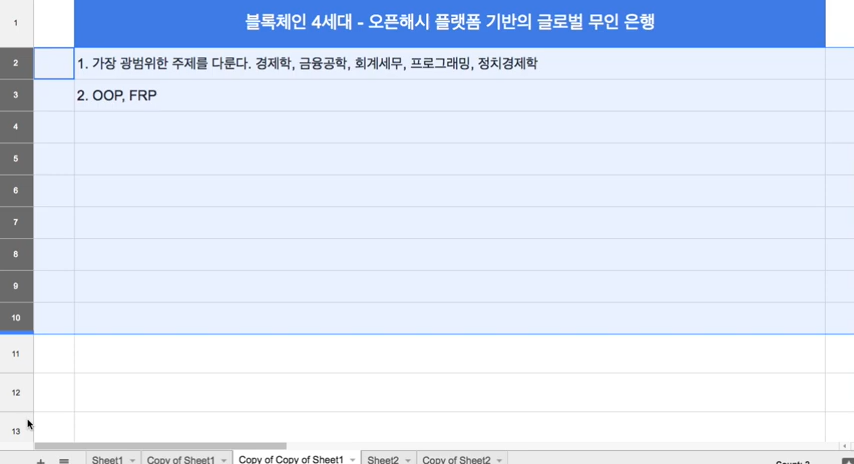 1 블록체인 4세대 - 오픈해시 플랫폼 기반의 글로벌 무인 은행
2 1. 가장 광범위한 주제를 다룬다. 경제학, 금융공학, 회계세무, 프로그래밍, 정치경제학
3 2. OOP, FRP
4
5
6
7
8
9
10
11
12
13
Sheet1 Copy of Sheet1 Copy of Copy of Sheet1 Sheet2 Copy of Sheet2